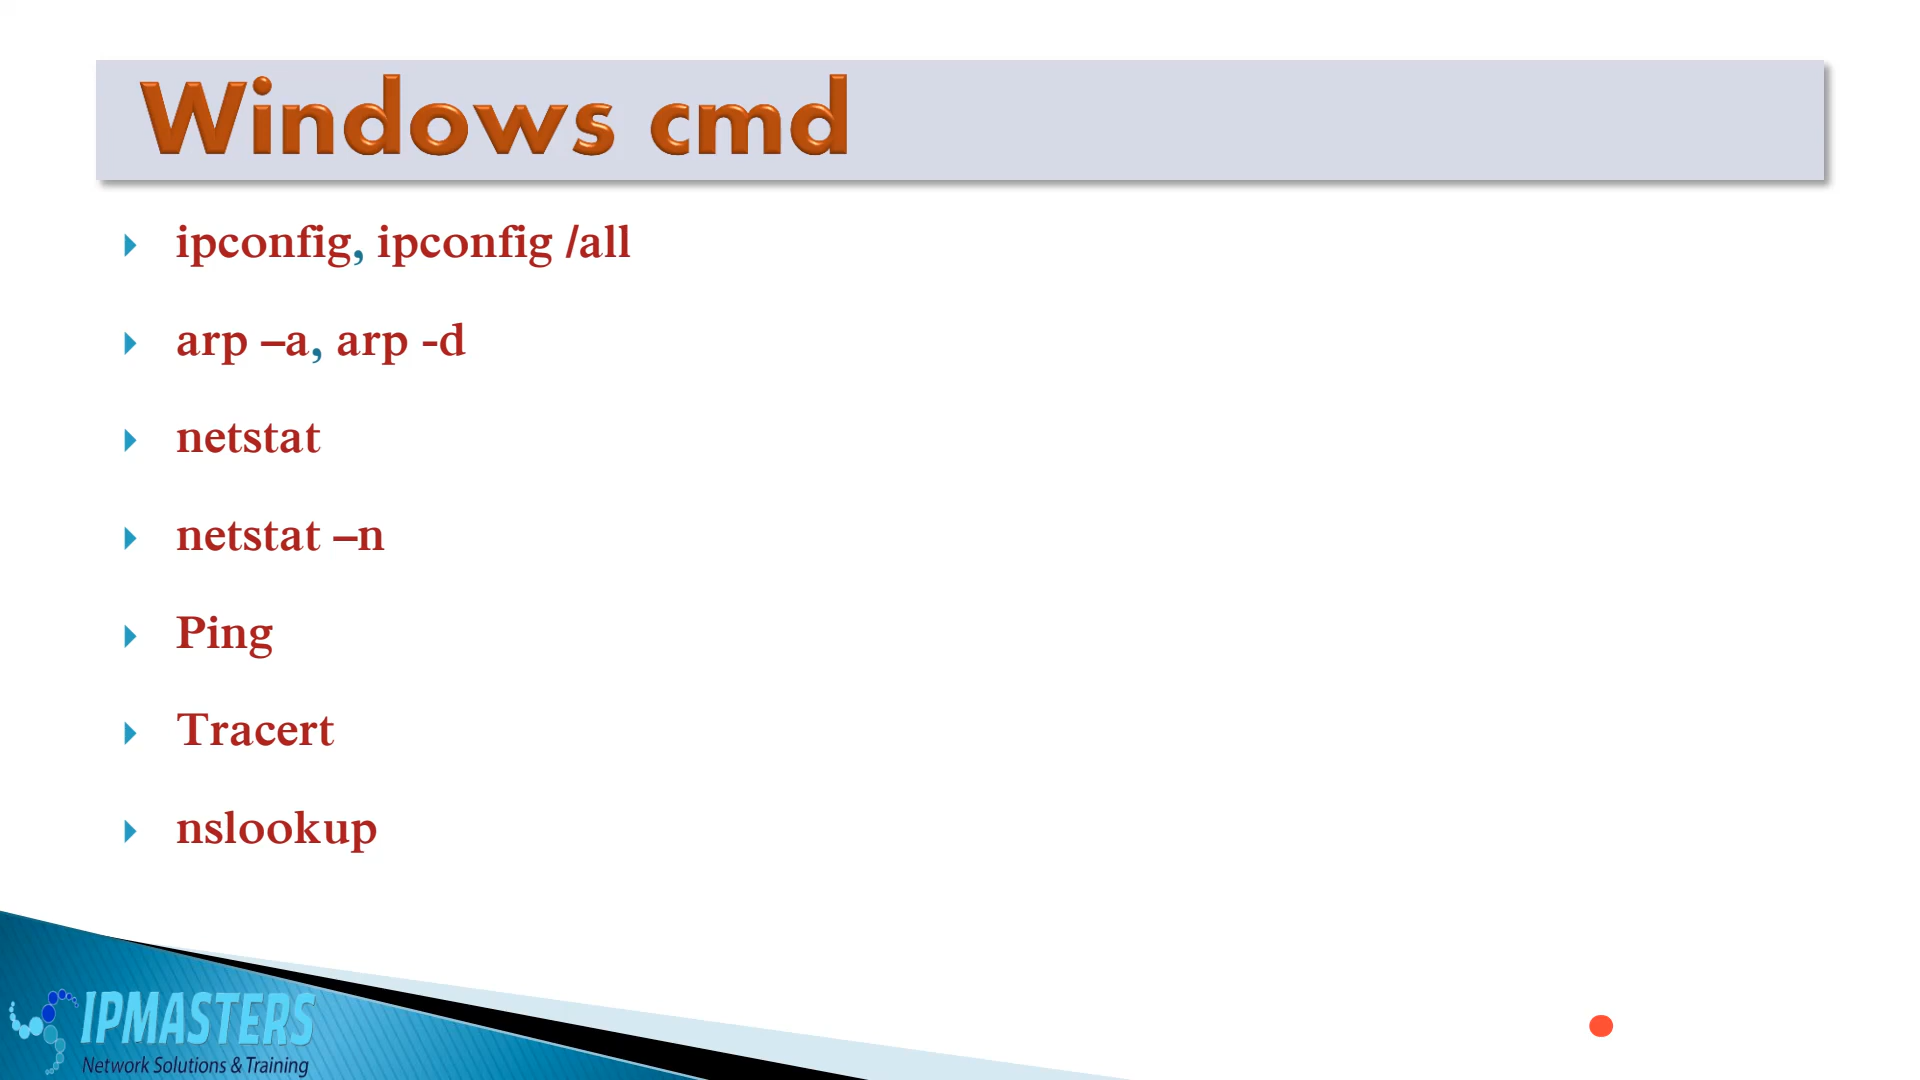 Windows cmd
ipconfig, ipconfig /all
arp –a, arp -d
netstat
netstat –n
Ping
Tracert
nslookup
IPMASTERS
Network Solutions & Training